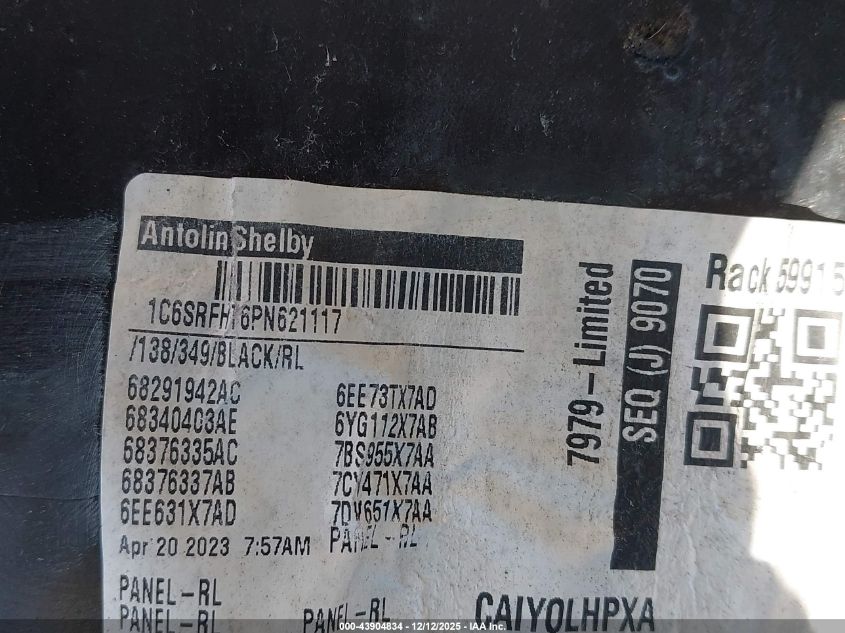 AntolinShelby
6PN621117
/138/349/BLACK/RL
68291942AC 6EE73TX7AD
68340403AE 6YG112X7AB
68376335AC 7BS955X7AA
68376337AB 7CY471X7AA
6EE631X7AD 7DV651X7AA
Apr 20 2023 7:57AM PANEL-RL
PANEL-RL
PANEL-RL PANEL-RL CAIYOLHPXA
7979-Limited
SEQ (J) 9070
Rack 59915
000-43904834 - 12/12/2025 - IAA Inc.